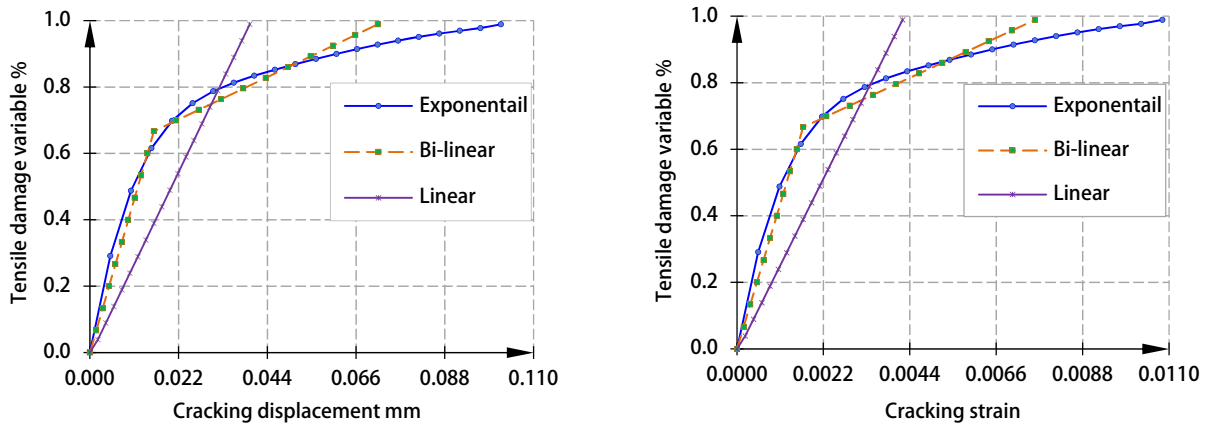 Tensile damage variable %
1.0
0.8
0.6
0.4
0.2
0.0
0.000 0.022 0.044 0.066 0.088 0.110
Cracking displacement mm
Exponentail
Bi-linear
Linear
Tensile damage variable %
1.0
0.8
0.6
0.4
0.2
0.0
0.0000 0.0022 0.0044 0.0066 0.0088 0.0110
Cracking strain
Exponentail
Bi-linear
Linear